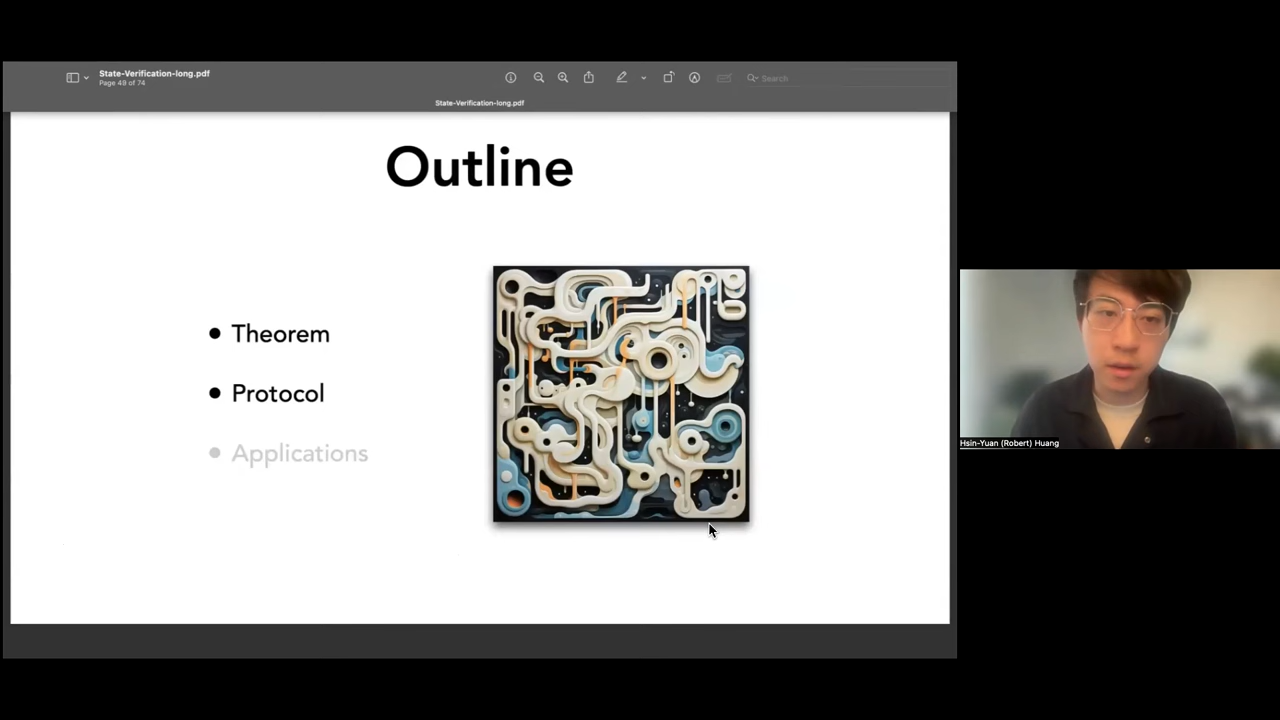 State-Verification-long.pdf
Page 49 of 74
Search
State-Verification-long.pdf
Outline
Theorem
Protocol
Applications
Hsin-Yuan (Robert) Huang